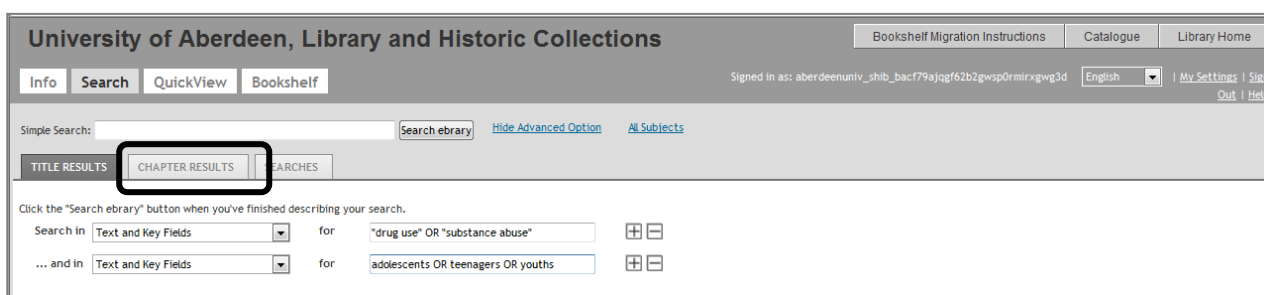 University of Aberdeen, Library and Historic Collections
Bookshelf Migration Instructions Catalogue Library Home
Info Search QuickView Bookshelf
Signed in as: aberdeenuniv_shib_bacf79ajqgf62b2gwsp0rmirxgwg3d English | My Settings | Sig
Out | Hel
Simple Search: Search ebrary Hide Advanced Option All Subjects
TITLE RESULTS CHAPTER RESULTS SEARCHES
Click the "Search ebrary" button when you've finished describing your search.
Search in Text and Key Fields for "drug use" OR "substance abuse"
... and in Text and Key Fields for adolescents OR teenagers OR youths